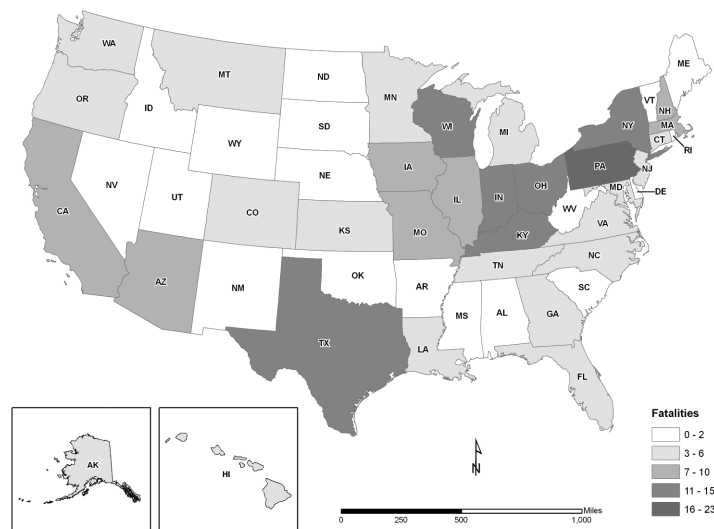 WA
MT
ND
ME
OR
ID
MN
VT
NH
SD
WI
NY
MA
WY
MI
CT
RI
NE
IA
PA
NJ
NV
UT
CO
IL
IN
OH
MD
DE
WV
CA
KS
MO
KY
VA
AZ
NM
OK
TN
NC
AR
SC
TX
MS
AL
GA
LA
FL
AK
HI
Fatalities
0 - 2
3 - 6
7 - 10
11 - 15
16 - 23
N
Miles
0 250 500 1,000